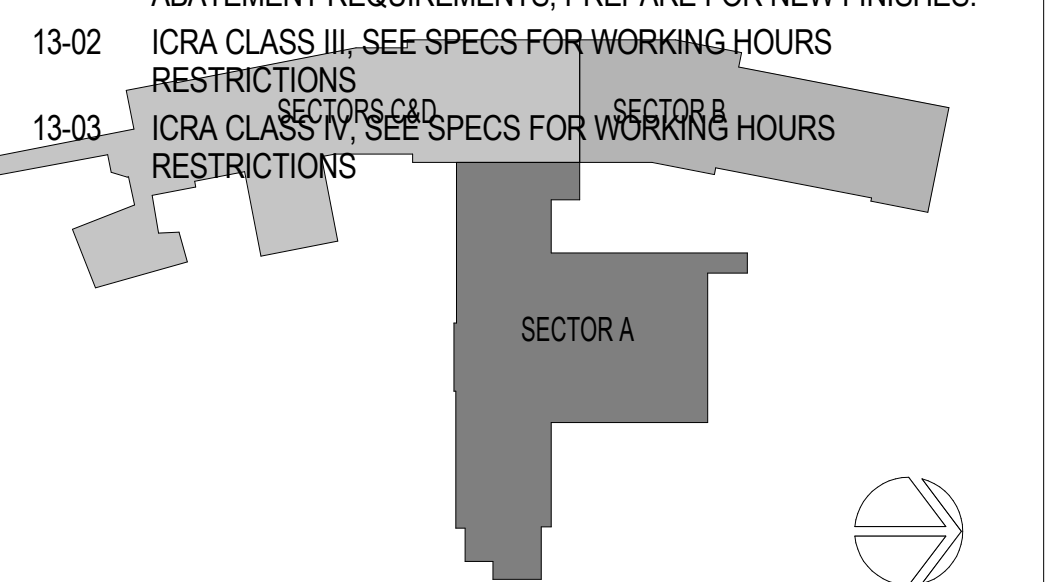 ABATEMENT REQUIREMENTS, PREPARE FOR NEW FINISHES.
13-02 ICRA CLASS III, SEE SPECS FOR WORKING HOURS
RESTRICTIONS
SECTORS C&D SECTOR B
13-03 ICRA CLASS IV, SEE SPECS FOR WORKING HOURS
RESTRICTIONS
SECTOR A